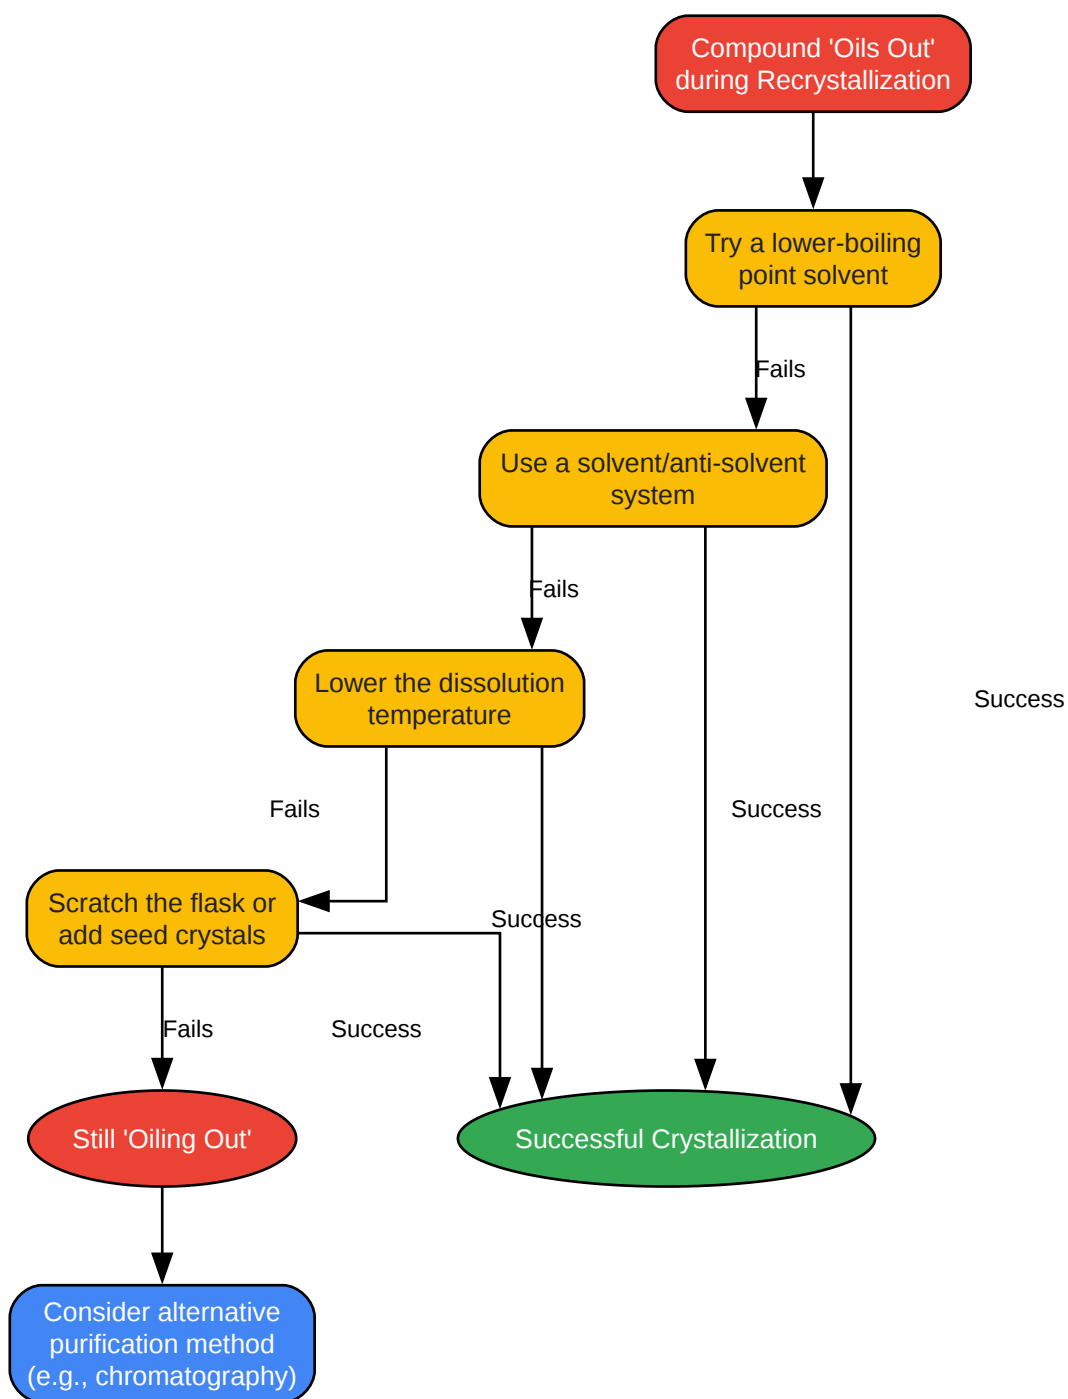 Compound 'Oils Out'
during Recrystallization
Try a lower-boiling
point solvent
Fails
Use a solvent/anti-solvent
system
Fails
Lower the dissolution
temperature
Success
Fails
Success
Scratch the flask or
add seed crystals
Success
Fails
Success
Still 'Oiling Out'
Successful Crystallization
Consider alternative
purification method
(e.g., chromatography)